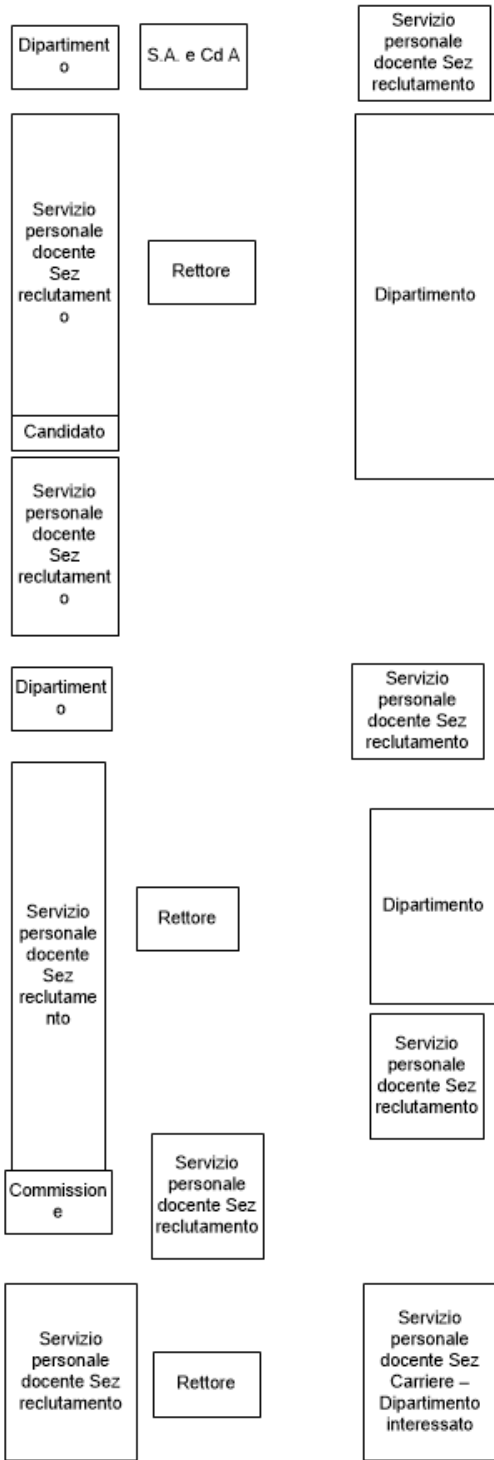 Dipartiment
o
S.A. e Cd A
Servizio
personale
docente Sez
reclutamento
Servizio
personale
docente
Sez
reclutament
o
Rettore
Dipartimento
Candidato
Servizio
personale
docente
Sez
reclutament
o
Dipartiment
o
Servizio
personale
docente Sez
reclutamento
Servizio
personale
docente
Sez
reclutame
nto
Rettore
Dipartimento
Servizio
personale
docente Sez
reclutamento
Commission
e
Servizio
personale
docente Sez
reclutamento
Servizio
personale
docente Sez
reclutamento
Rettore
Servizio
personale
docente Sez
Carriere –
Dipartimento
interessato